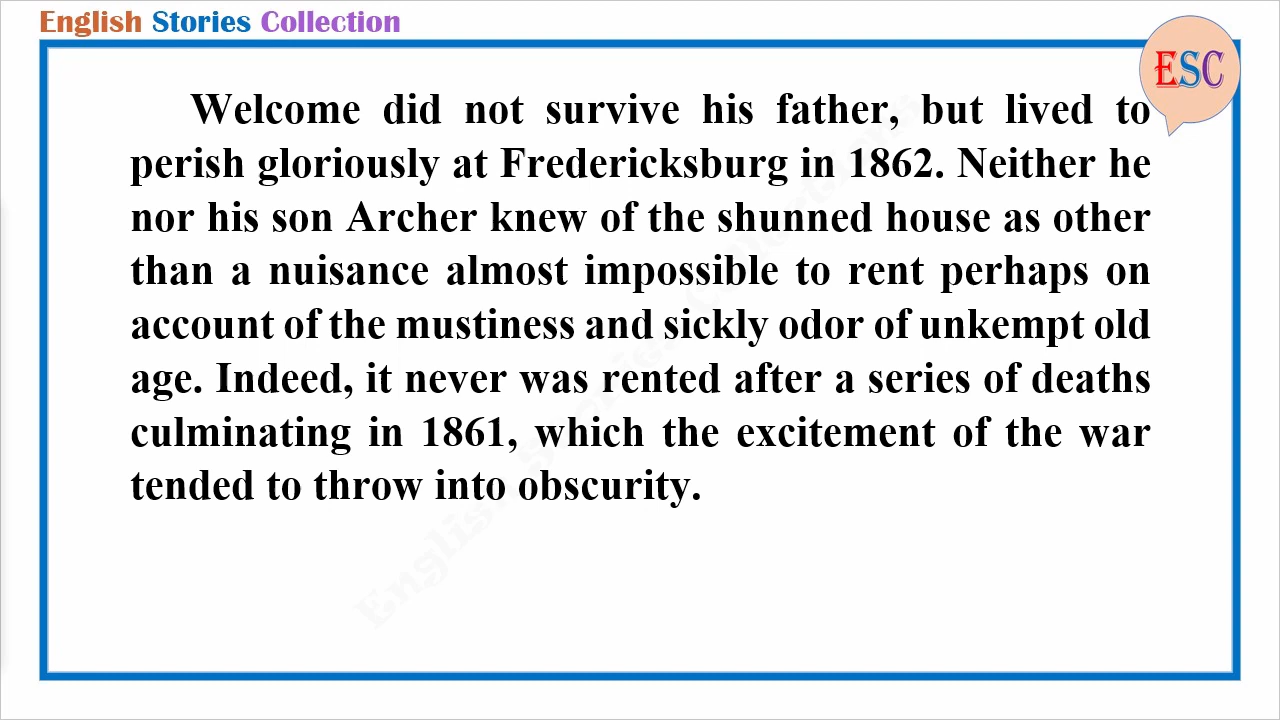 English Stories Collection
ESC
Welcome did not survive his father, but lived to
perish gloriously at Fredericksburg in 1862. Neither he
nor his son Archer knew of the shunned house as other
than a nuisance almost impossible to rent perhaps on
account of the mustiness and sickly odor of unkempt old
age. Indeed, it never was rented after a series of deaths
culminating in 1861, which the excitement of the war
tended to throw into obscurity.